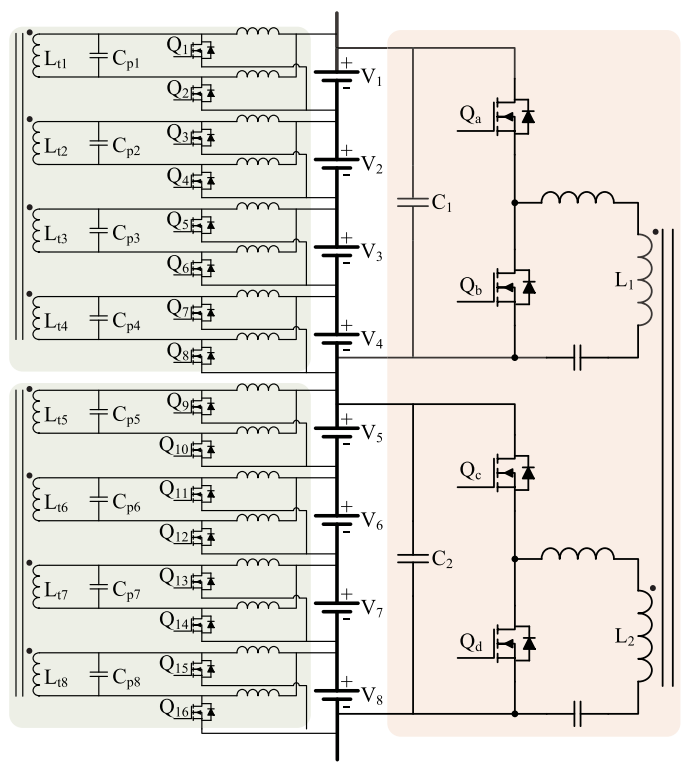 Lt1 Cp1 Q1 Q2 + - V1
Lt2 Cp2 Q3 Q4 + - V2
Lt3 Cp3 Q5 Q6 + - V3
Lt4 Cp4 Q7 Q8 + - V4
Lt5 Cp5 Q9 Q10 + - V5
Lt6 Cp6 Q11 Q12 + - V6
Lt7 Cp7 Q13 Q14 + - V7
Lt8 Cp8 Q15 Q16 + - V8
Qa
C1
Qb L1
Qc
C2
Qd L2